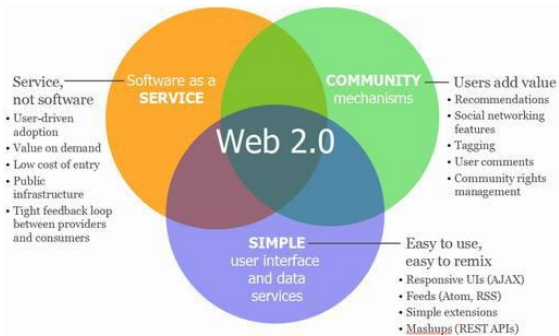 Service,
not software
• User-driven
adoption
• Value on demand
• Low cost of entry
• Public
infrastructure
• Tight feedback loop
between providers
and consumers
Software as a
SERVICE
COMMUNITY
mechanisms
Users add value
• Recommendations
• Social networking
features
• Tagging
• User comments
• Community rights
management
Web 2.0
SIMPLE
user interface
and data
services
Easy to use,
easy to remix
• Responsive UIs (AJAX)
• Feeds (Atom, RSS)
• Simple extensions
• Mashups (REST APIs)